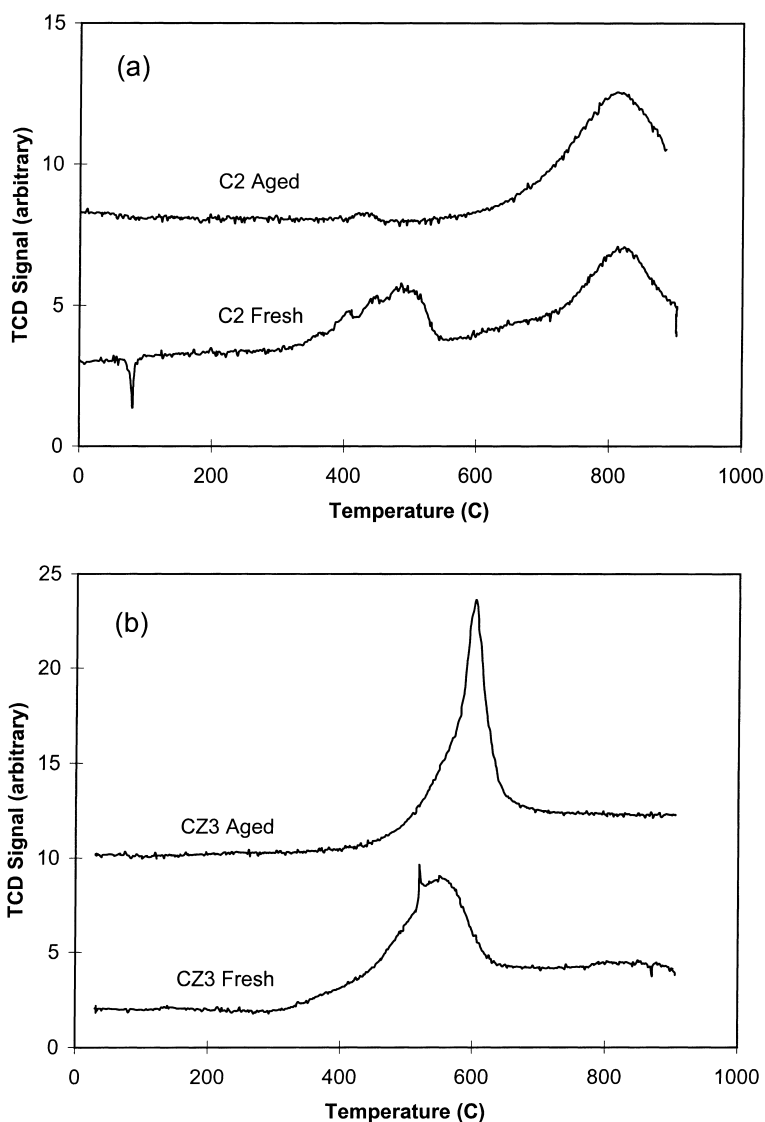 (a)
15
10
5
0
TCD Signal (arbitrary)
C2 Aged
C2 Fresh
0 200 400 600 800 1000
Temperature (C)
(b)
25
20
15
10
5
0
TCD Signal (arbitrary)
CZ3 Aged
CZ3 Fresh
0 200 400 600 800 1000
Temperature (C)